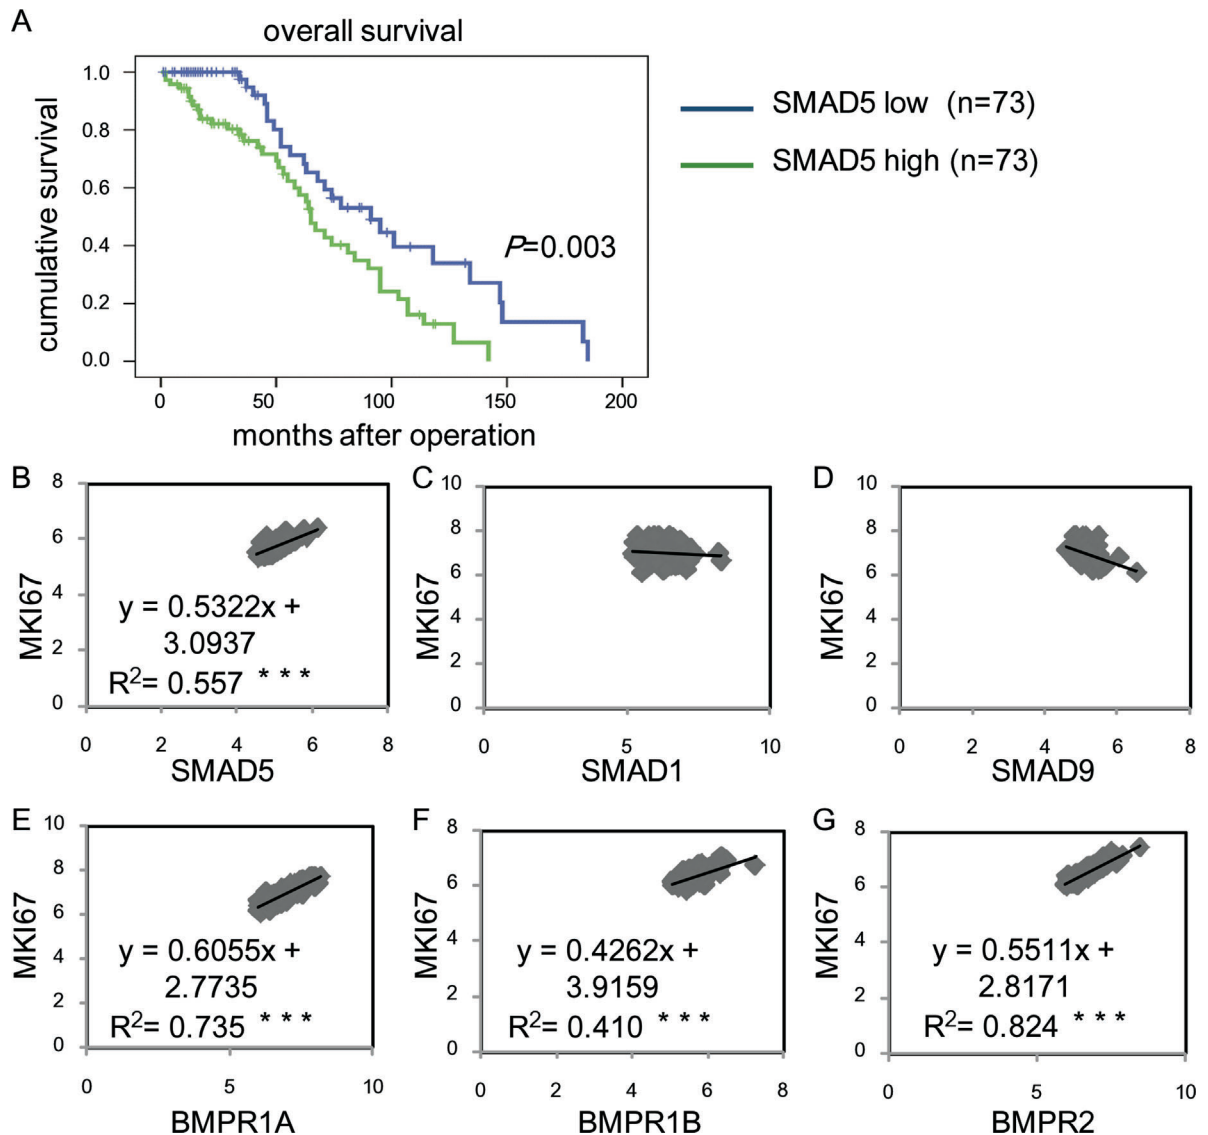 A
overall survival
1.0
0.8
0.6
0.4
0.2
0.0
cumulative survival
P=0.003
0 50 100 150 200
months after operation
SMAD5 low (n=73)
SMAD5 high (n=73)
B
8
6
4
2
0
MKI67
y = 0.5322x +
3.0937
R²= 0.557 ***
0 2 4 6 8
SMAD5
C
10
8
6
4
2
0
MKI67
0 5 10
SMAD1
D
10
8
6
4
2
0
MKI67
0 2 4 6 8
SMAD9
E
10
8
6
4
2
0
MKI67
y = 0.6055x +
2.7735
R²= 0.735 ***
0 5 10
BMPR1A
F
8
6
4
2
0
MKI67
y = 0.4262x +
3.9159
R²= 0.410 ***
0 2 4 6 8
BMPR1B
G
8
6
4
2
0
MKI67
y = 0.5511x +
2.8171
R²= 0.824 ***
0 5 10
BMPR2